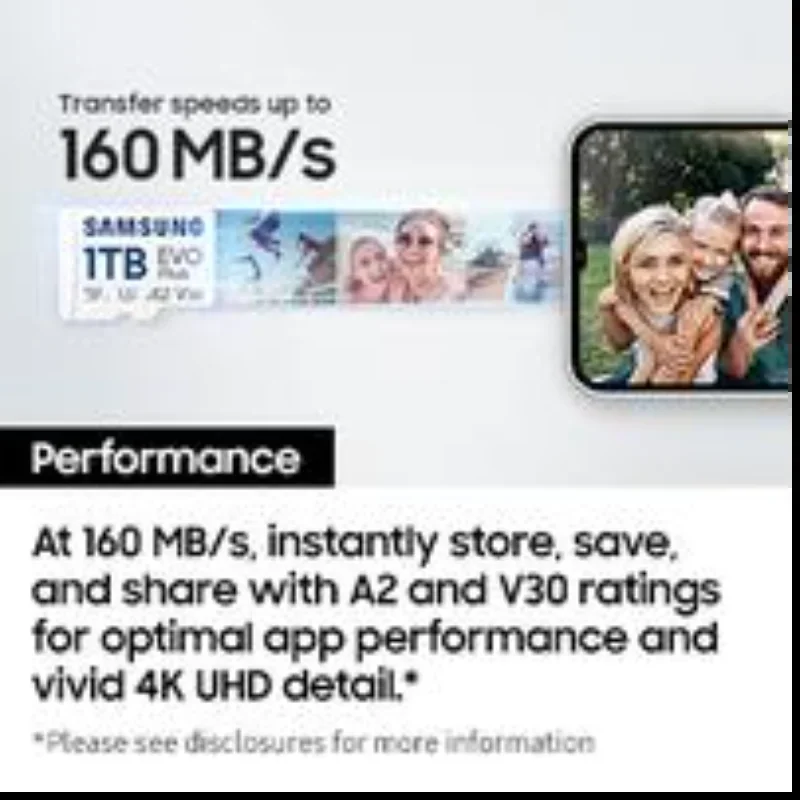 Transfer speeds up to
160 MB/s
SAMSUNG
1TB EVO
Plus
A2 V30
Performance
At 160 MB/s, instantly store, save,
and share with A2 and V30 ratings
for optimal app performance and
vivid 4K UHD detail.*
*Please see disclosures for more information